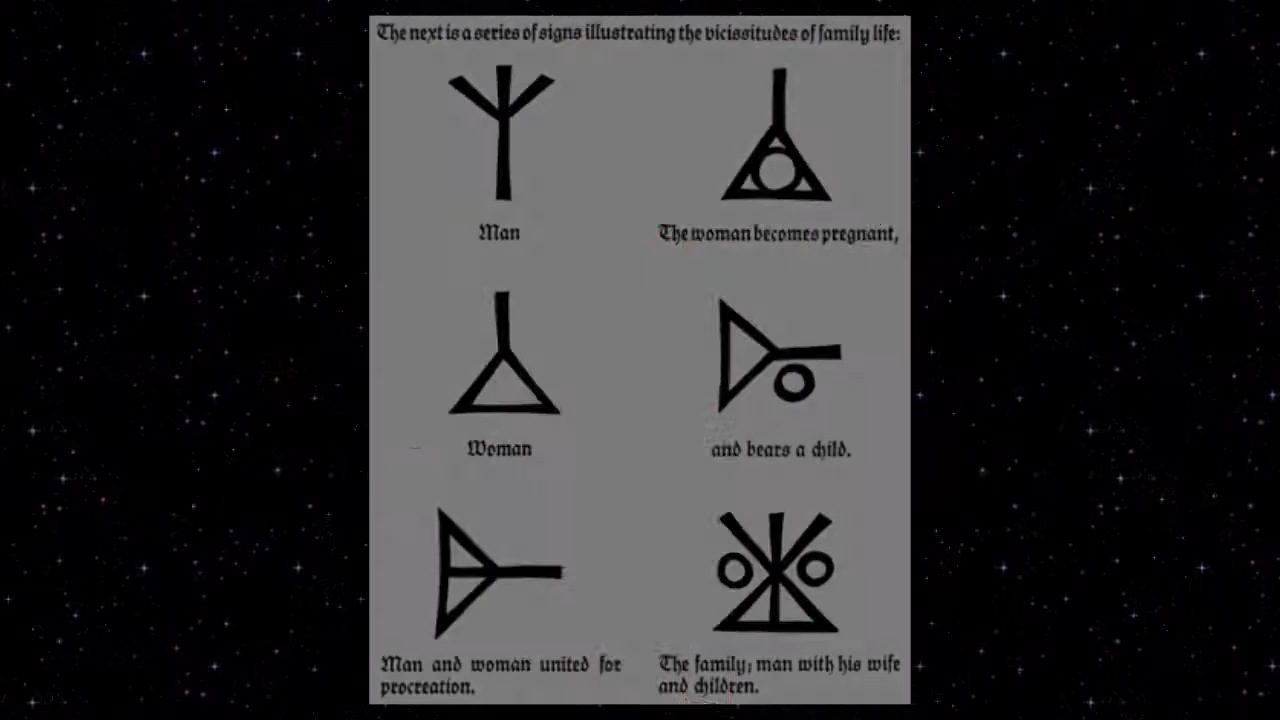 The next is a series of signs illustrating the vicissitudes of family life:
Man
The woman becomes pregnant,
Woman
and bears a child.
Man and woman united for
procreation.
The family; man with his wife
and children.